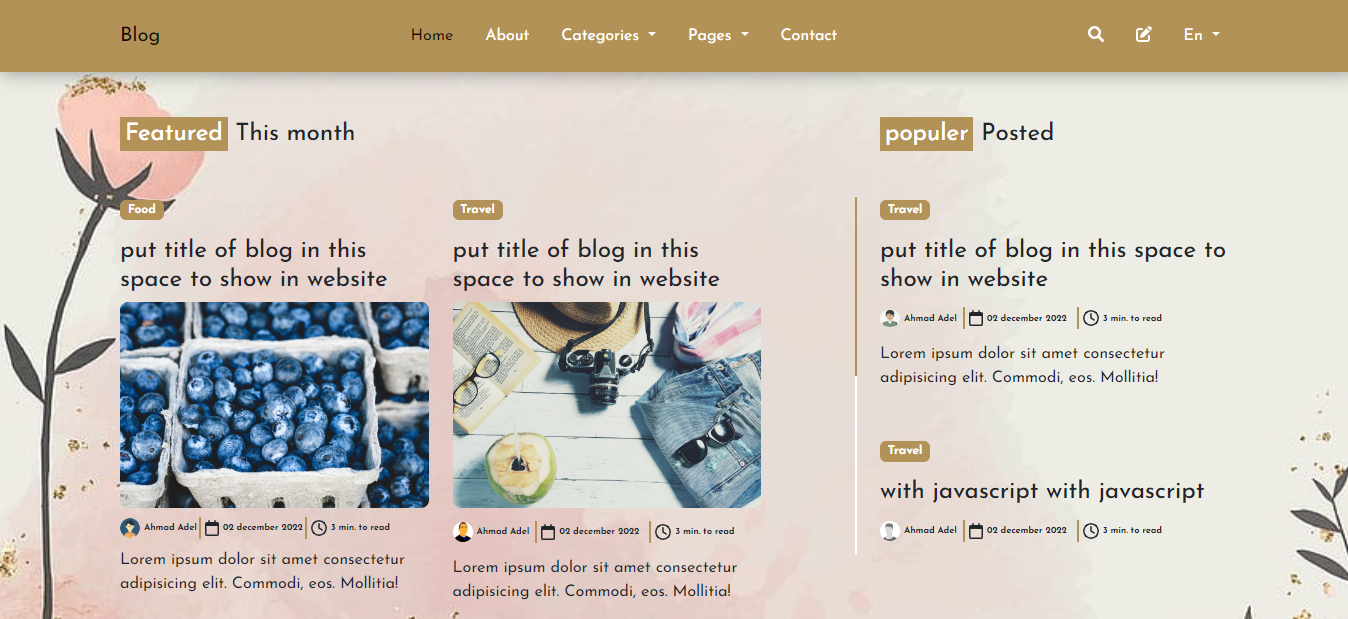 Blog
Home About Categories Pages Contact
En
Featured This month
Food
put title of blog in this
space to show in website
Ahmad Adel 02 december 2022 3 min. to read
Lorem ipsum dolor sit amet consectetur
adipisicing elit. Commodi, eos. Mollitia!
Travel
put title of blog in this
space to show in website
Ahmad Adel 02 december 2022 3 min. to read
Lorem ipsum dolor sit amet consectetur
adipisicing elit. Commodi, eos. Mollitia!
populer Posted
Travel
put title of blog in this space to
show in website
Ahmad Adel 02 december 2022 3 min. to read
Lorem ipsum dolor sit amet consectetur
adipisicing elit. Commodi, eos. Mollitia!
Travel
with javascript with javascript
Ahmad Adel 02 december 2022 3 min. to read